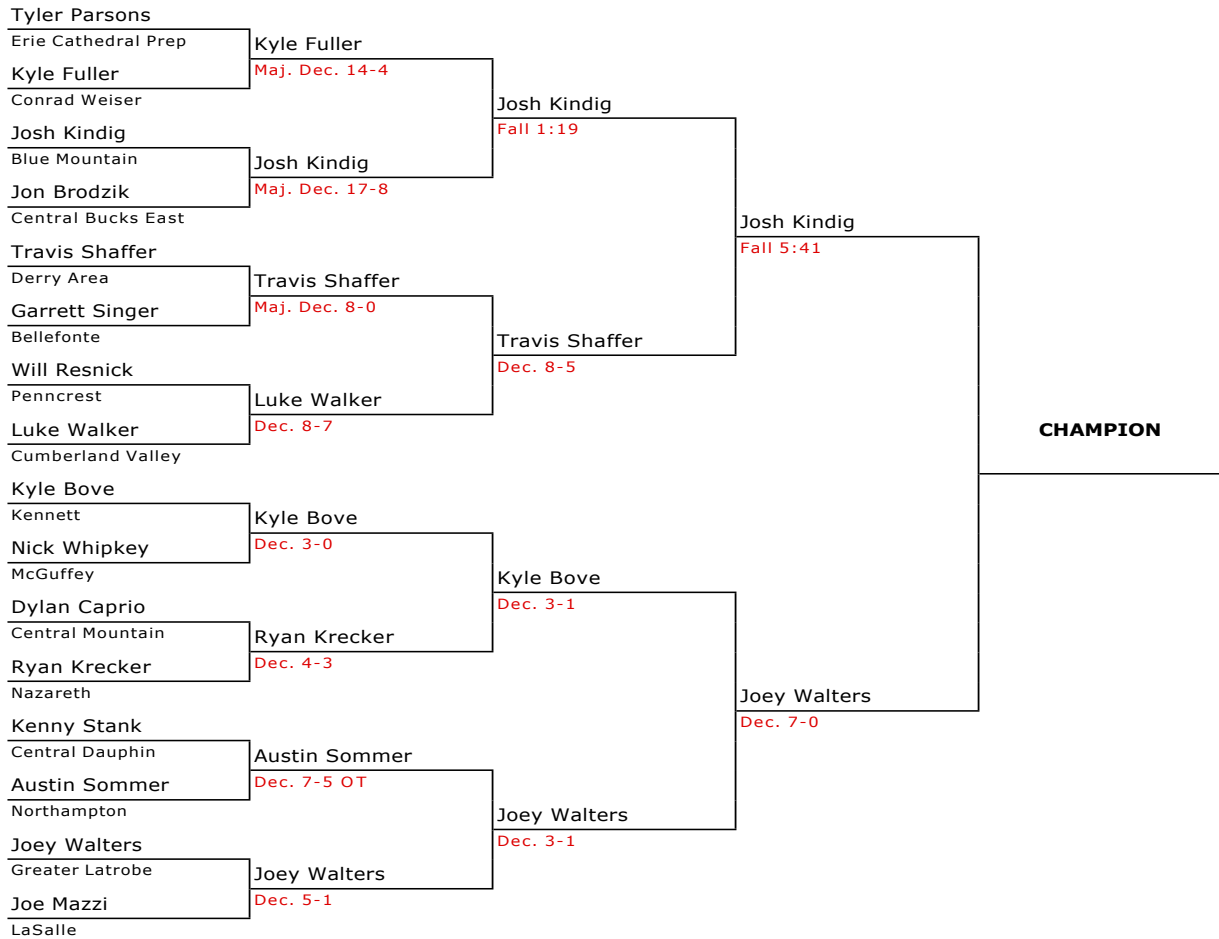 Tyler Parsons
Erie Cathedral Prep
Kyle Fuller
Conrad Weiser
Josh Kindig
Blue Mountain
Jon Brodzik
Central Bucks East
Travis Shaffer
Derry Area
Garrett Singer
Bellefonte
Will Resnick
Penncrest
Luke Walker
Cumberland Valley
Kyle Bove
Kennett
Nick Whipkey
McGuffey
Dylan Caprio
Central Mountain
Ryan Krecker
Nazareth
Kenny Stank
Central Dauphin
Austin Sommer
Northampton
Joey Walters
Greater Latrobe
Joe Mazzi
LaSalle
Kyle Fuller
Maj. Dec. 14-4
Josh Kindig
Maj. Dec. 17-8
Travis Shaffer
Maj. Dec. 8-0
Luke Walker
Dec. 8-7
Kyle Bove
Dec. 3-0
Ryan Krecker
Dec. 4-3
Austin Sommer
Dec. 7-5 OT
Joey Walters
Dec. 5-1
Josh Kindig
Fall 1:19
Travis Shaffer
Dec. 8-5
Kyle Bove
Dec. 3-1
Joey Walters
Dec. 3-1
Josh Kindig
Fall 5:41
Joey Walters
Dec. 7-0
CHAMPION